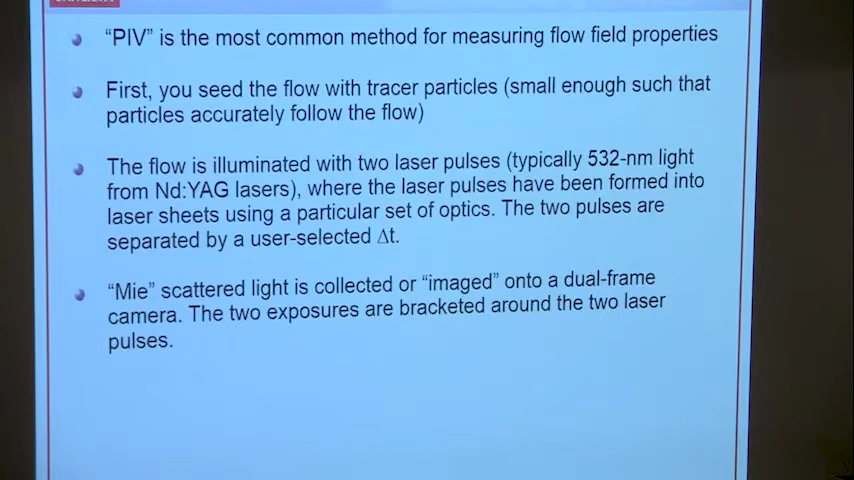 “PIV” is the most common method for measuring flow field properties
First, you seed the flow with tracer particles (small enough such that
particles accurately follow the flow)
The flow is illuminated with two laser pulses (typically 532-nm light
from Nd:YAG lasers), where the laser pulses have been formed into
laser sheets using a particular set of optics. The two pulses are
separated by a user-selected Δt.
“Mie” scattered light is collected or “imaged” onto a dual-frame
camera. The two exposures are bracketed around the two laser
pulses.